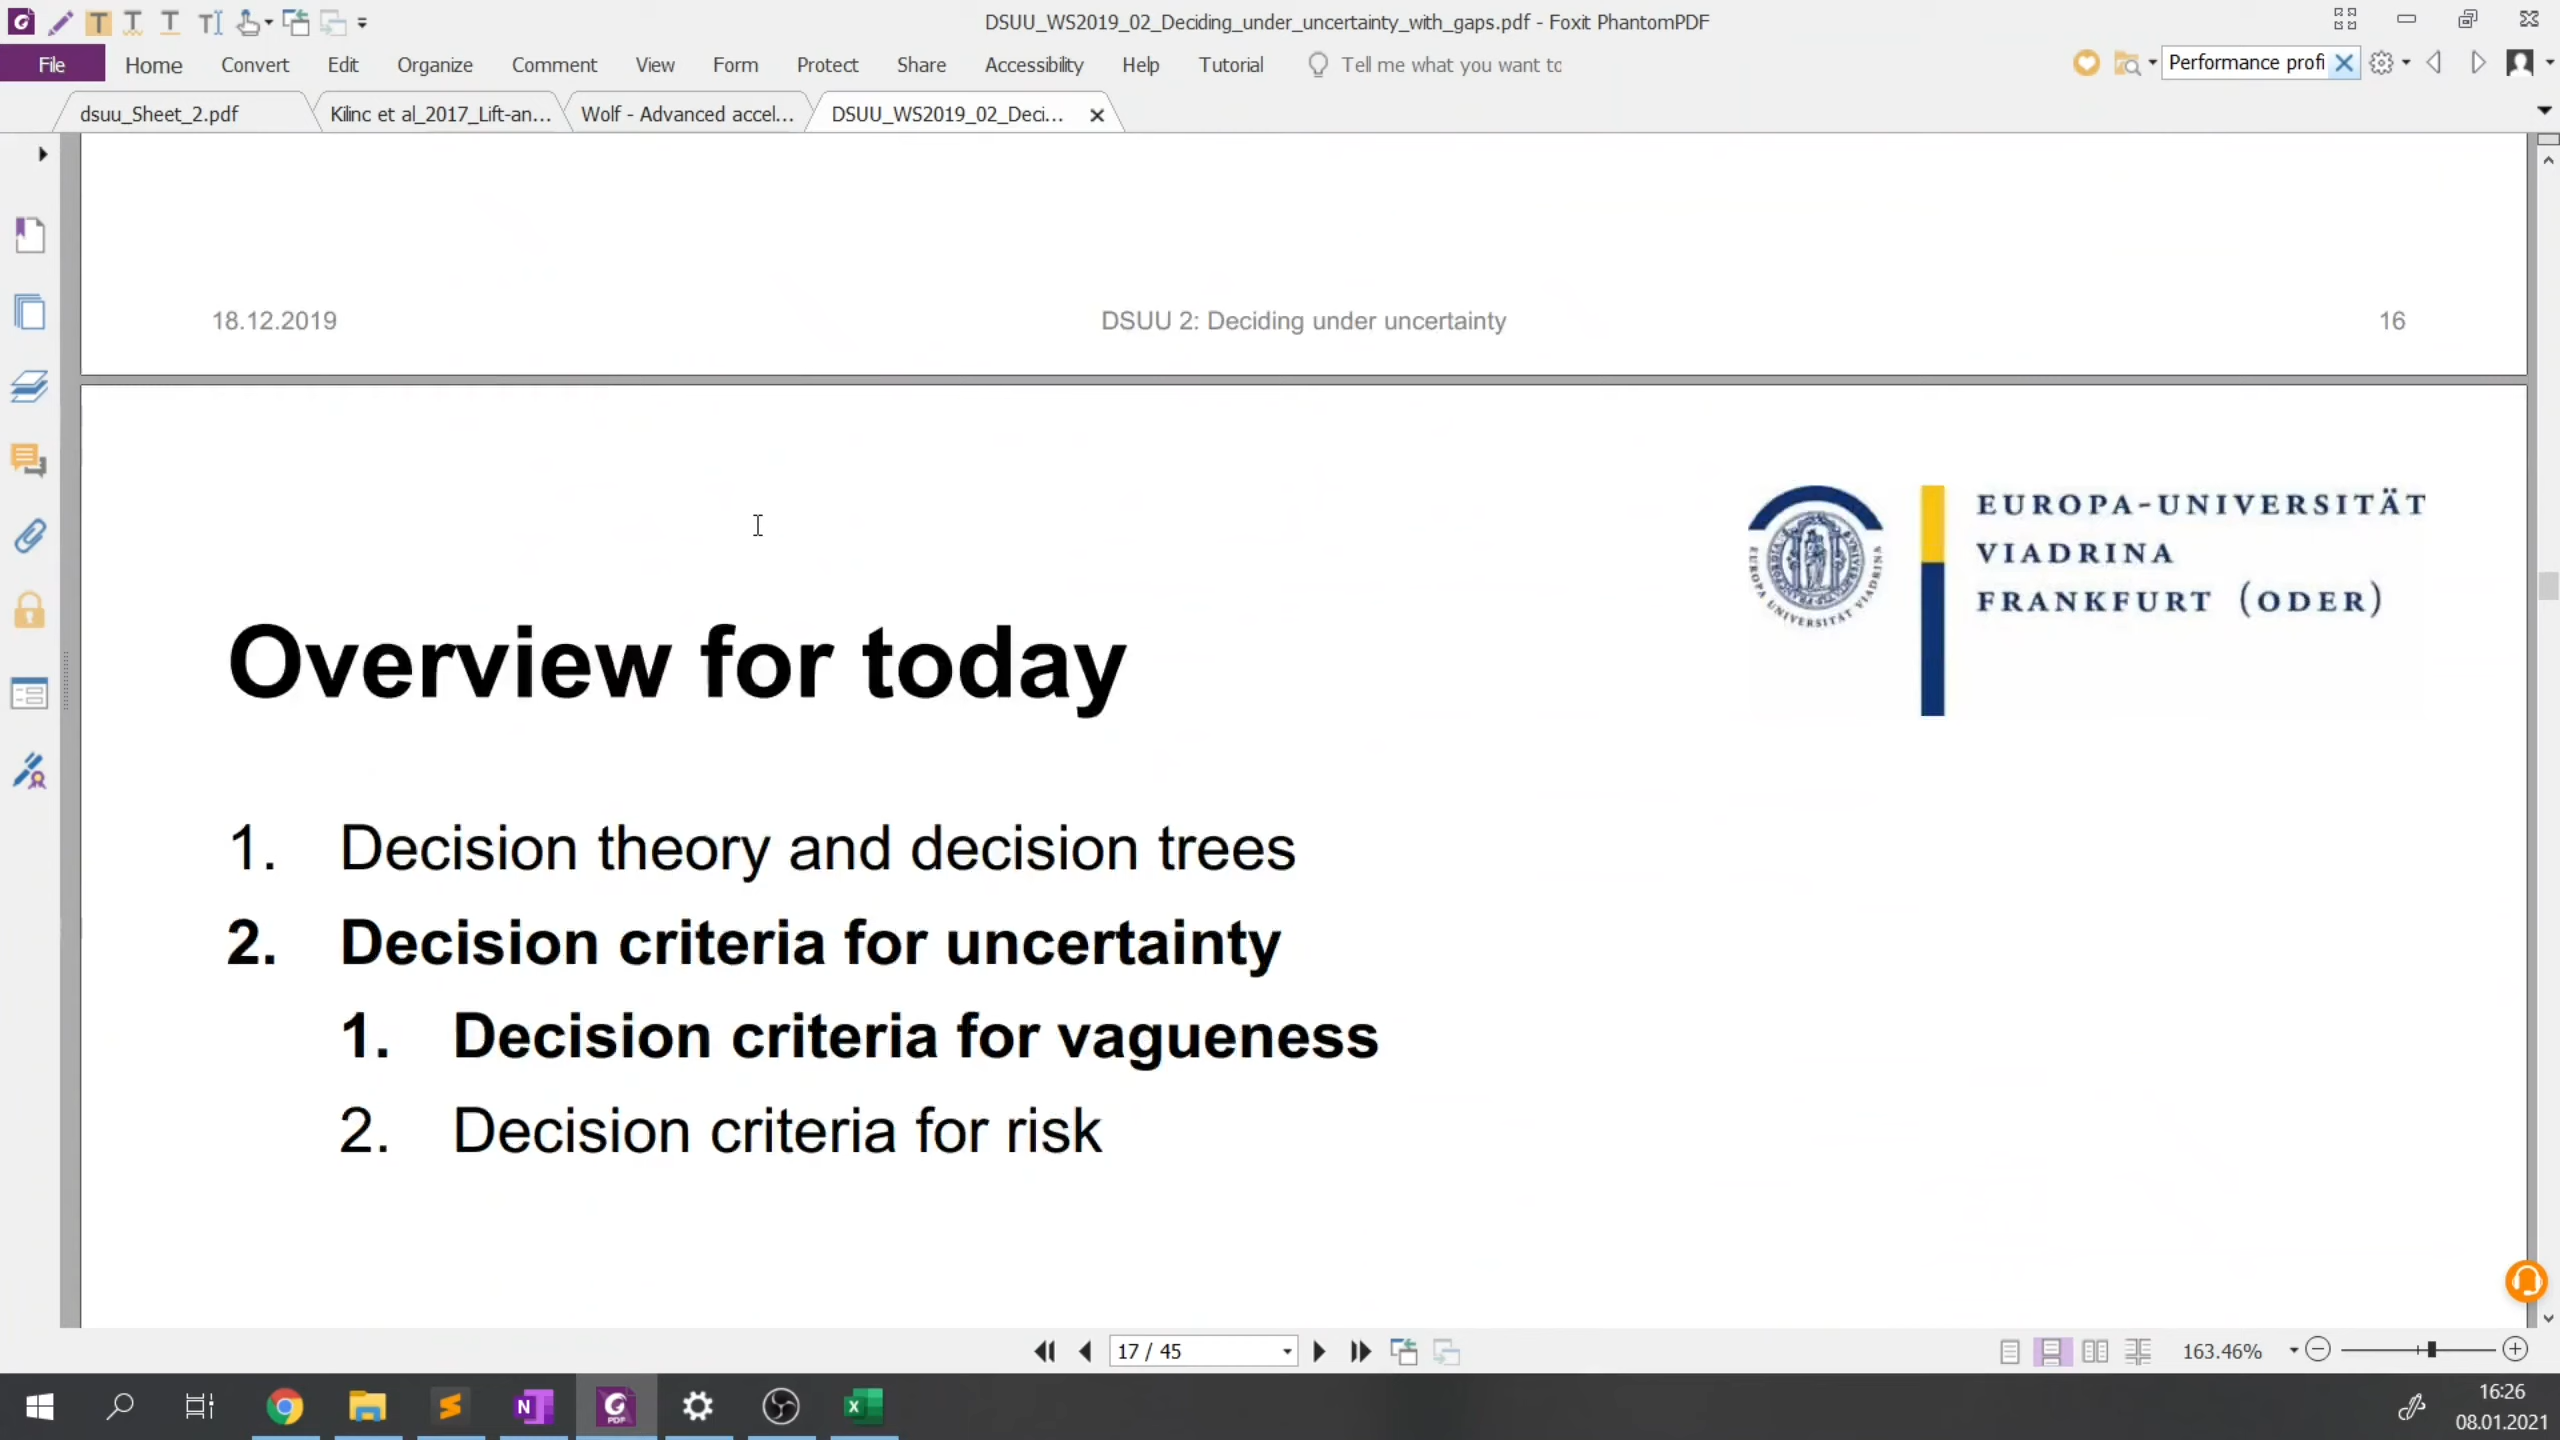 DSUU_WS2019_02_Deciding_under_uncertainty_with_gaps.pdf - Foxit PhantomPDF
File Home Convert Edit Organize Comment View Form Protect Share Accessibility Help Tutorial Tell me what you want to
Performance profi
dsuu_Sheet_2.pdf Kilinc et al_2017_Lift-an... Wolf - Advanced accel... DSUU_WS2019_02_Deci...
18.12.2019 DSUU 2: Deciding under uncertainty 16
EUROPA-UNIVERSITÄT
VIADRINA
FRANKFURT (ODER)
EUROPA UNIVERSITÄT VIADRINA
Overview for today
1. Decision theory and decision trees
2. Decision criteria for uncertainty
1. Decision criteria for vagueness
2. Decision criteria for risk
17 / 45
163.46%
16:26
08.01.2021